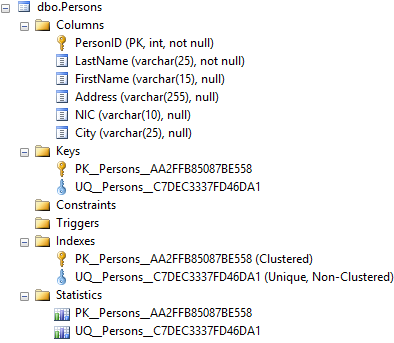 dbo.Persons
Columns
PersonID (PK, int, not null)
LastName (varchar(25), not null)
FirstName (varchar(15), null)
Address (varchar(255), null)
NIC (varchar(10), null)
City (varchar(25), null)
Keys
PK__Persons__AA2FFB85087BE558
UQ__Persons__C7DEC3337FD46DA1
Constraints
Triggers
Indexes
PK__Persons__AA2FFB85087BE558 (Clustered)
UQ__Persons__C7DEC3337FD46DA1 (Unique, Non-Clustered)
Statistics
PK__Persons__AA2FFB85087BE558
UQ__Persons__C7DEC3337FD46DA1